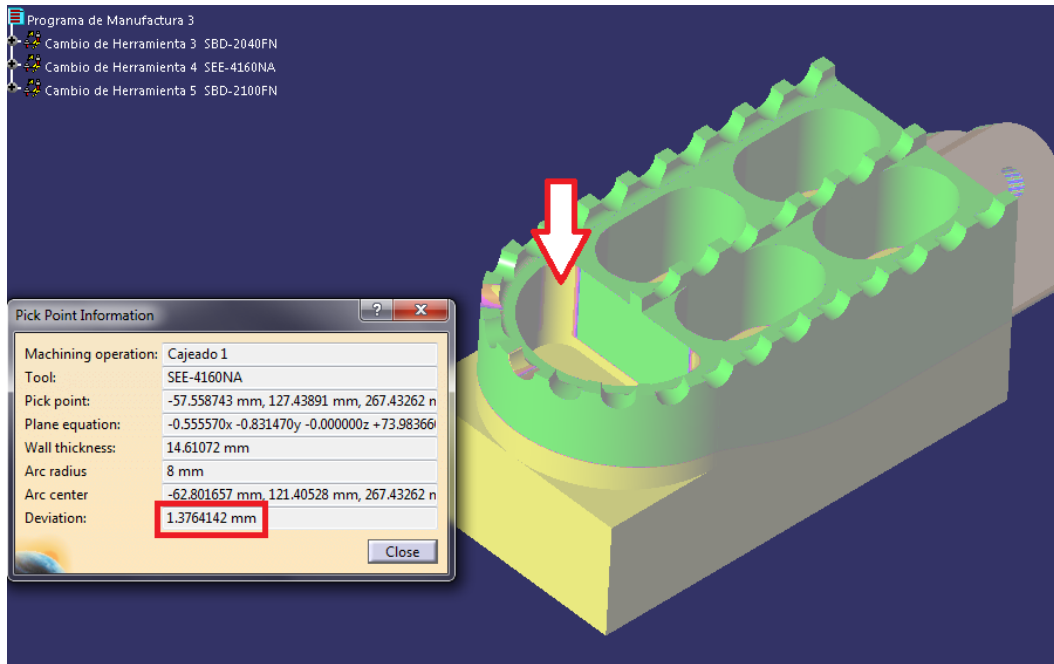 Programa de Manufactura 3
Cambio de Herramienta 3 SBD-2040FN
Cambio de Herramienta 4 SEE-4160NA
Cambio de Herramienta 5 SBD-2100FN
Pick Point Information
Machining operation: Cajeado 1
Tool: SEE-4160NA
Pick point: -57.558743 mm, 127.43891 mm, 267.43262 m
Plane equation: -0.555570x -0.831470y -0.000000z +73.98366
Wall thickness: 14.61072 mm
Arc radius 8 mm
Arc center -62.801657 mm, 121.40528 mm, 267.43262 m
Deviation: 1.3764142 mm
Close